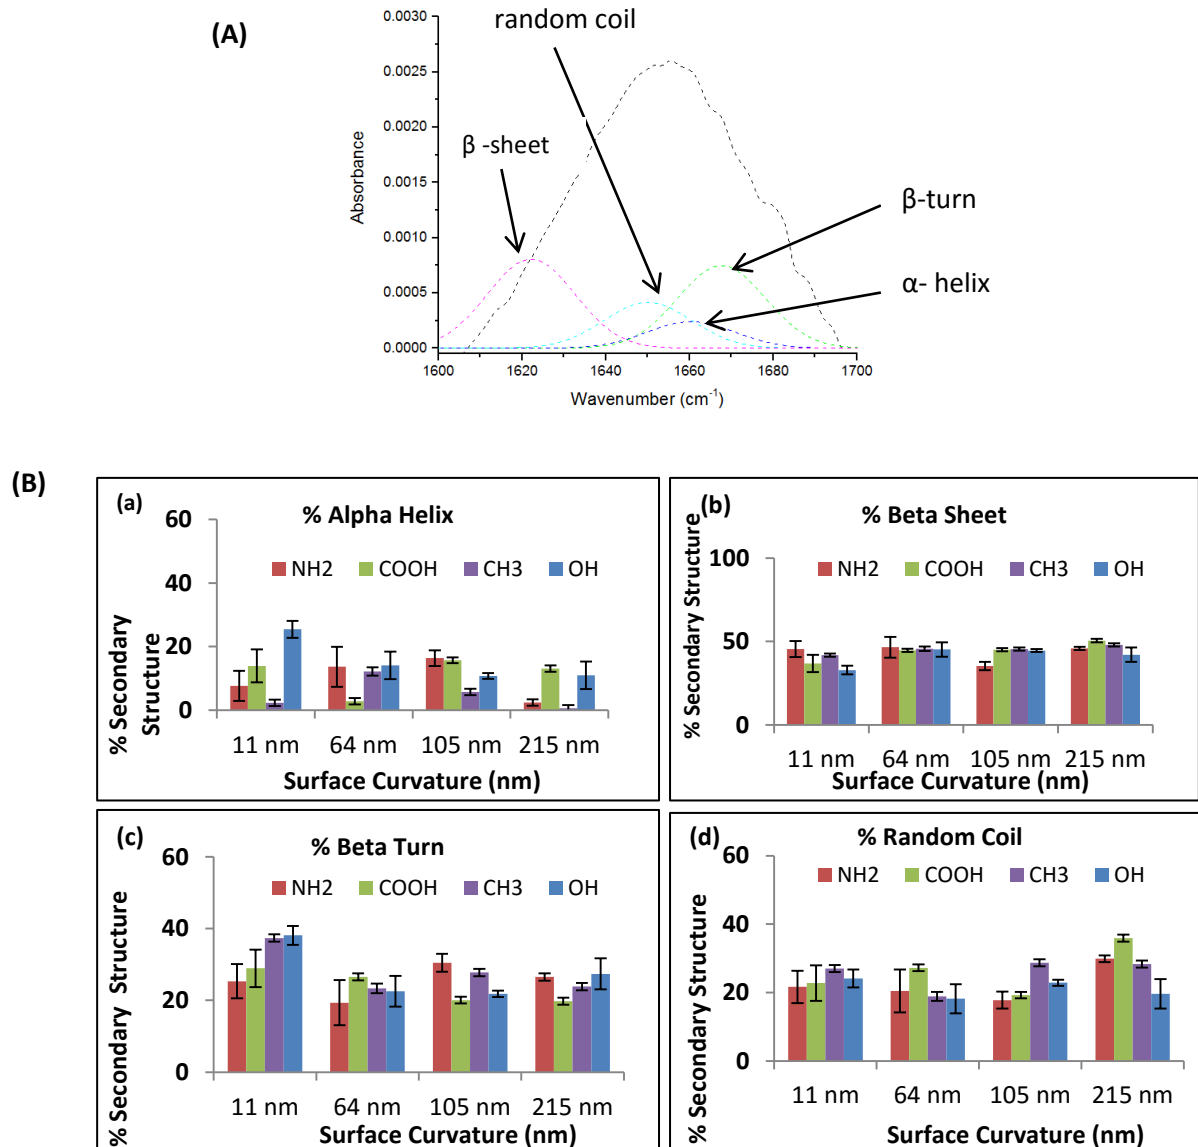 (A)
random coil
0.0030
0.0025
0.0020
0.0015
0.0010
0.0005
0.0000
Absorbance
β -sheet
β-turn
α- helix
1600 1620 1640 1660 1680 1700
Wavenumber (cm⁻¹)
(B)
(a)
% Alpha Helix
NH2 COOH CH3 OH
60
40
20
0
% Secondary
Structure
11 nm 64 nm 105 nm 215 nm
Surface Curvature (nm)
(b)
% Beta Sheet
NH2 COOH CH3 OH
100
50
0
% Secondary Structure
11 nm 64 nm 105 nm 215 nm
Surface Curvature (nm)
(c)
% Beta Turn
NH2 COOH CH3 OH
60
40
20
0
% Secondary Structure
11 nm 64 nm 105 nm 215 nm
Surface Curvature (nm)
(d)
% Random Coil
NH2 COOH CH3 OH
60
40
20
0
% Secondary Structure
11 nm 64 nm 105 nm 215 nm
Surface Curvature (nm)